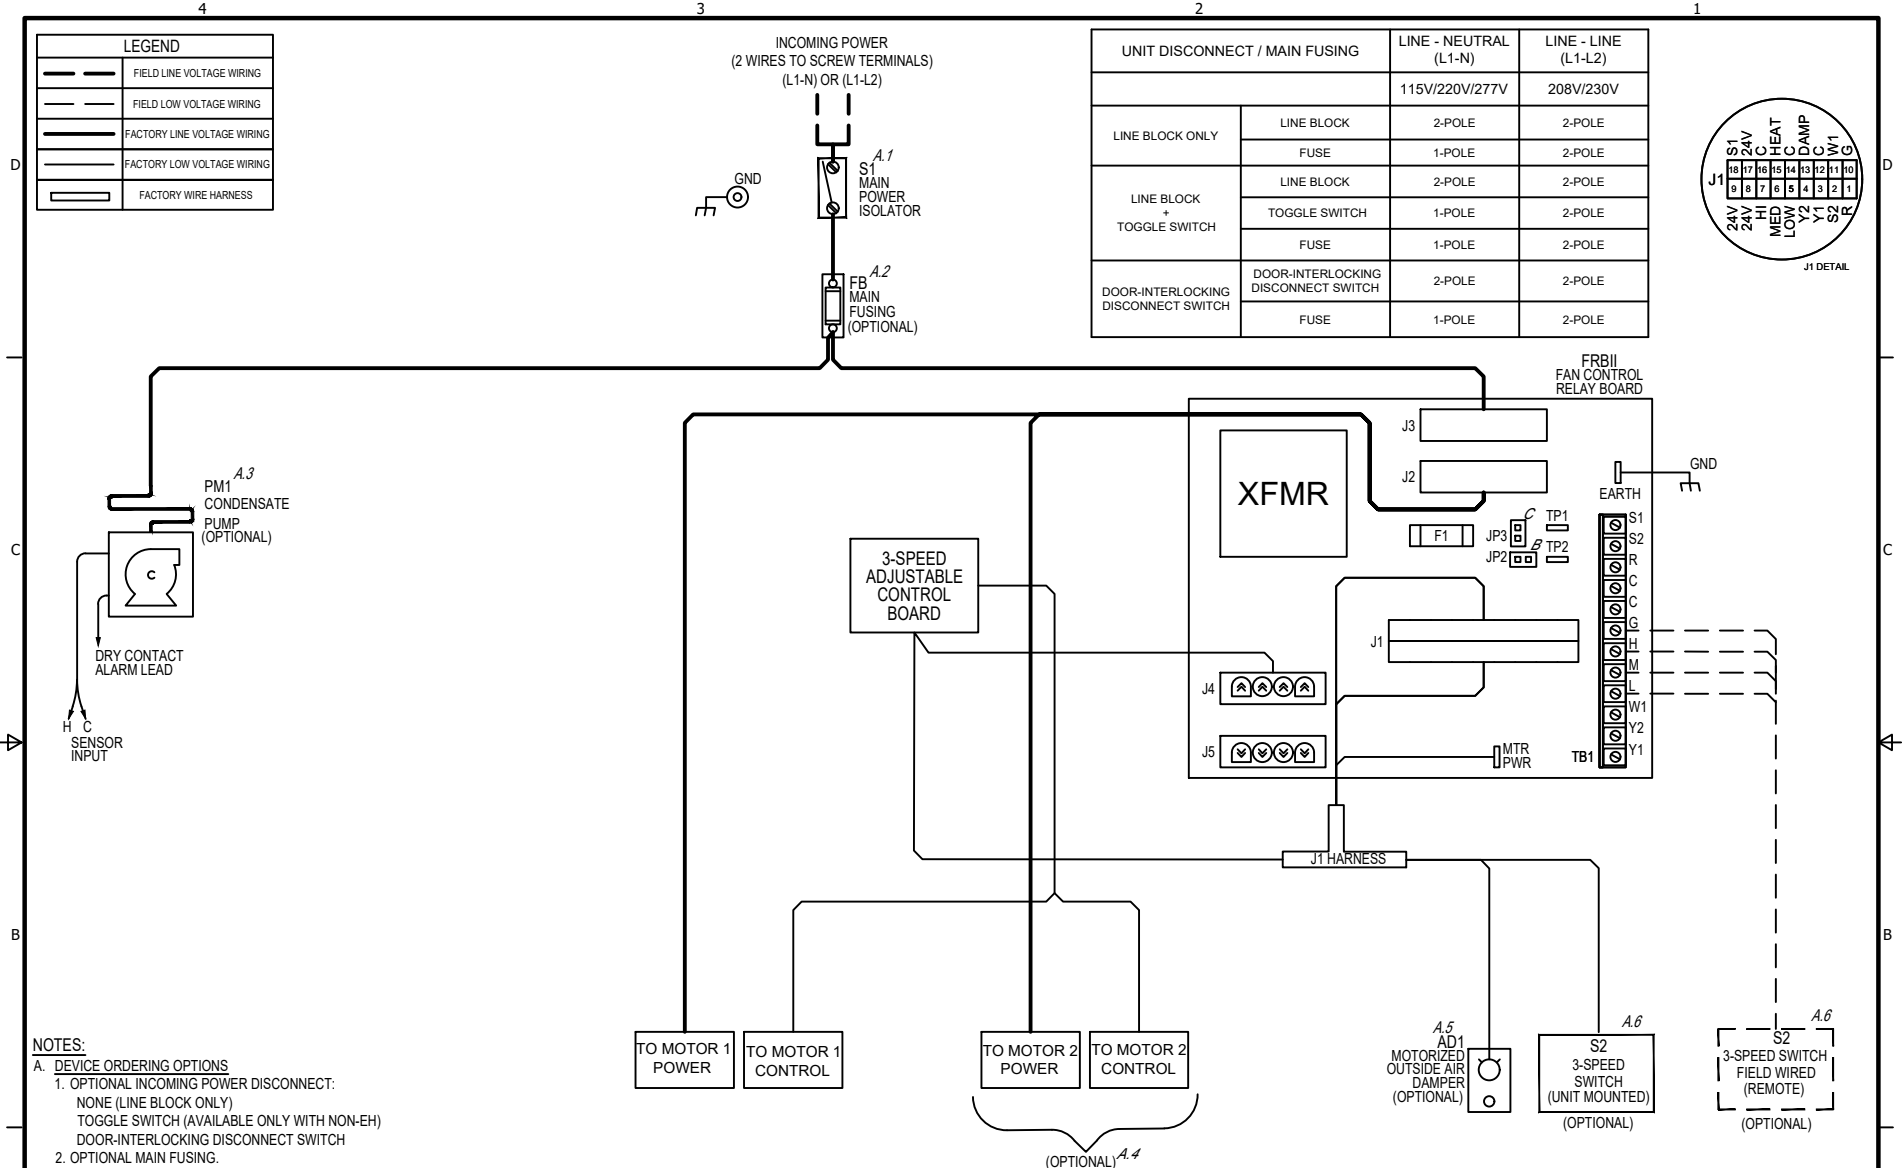 4
3
2
1
D
C
B
D
C
B
LEGEND
FIELD LINE VOLTAGE WIRING
FIELD LOW VOLTAGE WIRING
FACTORY LINE VOLTAGE WIRING
FACTORY LOW VOLTAGE WIRING
FACTORY WIRE HARNESS
INCOMING POWER
(2 WIRES TO SCREW TERMINALS)
(L1-N) OR (L1-L2)
A.1
S1
MAIN
POWER
ISOLATOR
GND
A.2
FB
MAIN
FUSING
(OPTIONAL)
UNIT DISCONNECT / MAIN FUSING
LINE - NEUTRAL
(L1-N)
LINE - LINE
(L1-L2)
115V/220V/277V
208V/230V
LINE BLOCK ONLY
LINE BLOCK
2-POLE
2-POLE
FUSE
1-POLE
2-POLE
LINE BLOCK
+
TOGGLE SWITCH
LINE BLOCK
2-POLE
2-POLE
TOGGLE SWITCH
1-POLE
2-POLE
FUSE
1-POLE
2-POLE
DOOR-INTERLOCKING
DISCONNECT SWITCH
DOOR-INTERLOCKING
DISCONNECT SWITCH
2-POLE
2-POLE
FUSE
1-POLE
2-POLE
S1 24V C HEAT C DAMP C W1 G
J1
18 17 16 15 14 13 12 11 10
9 8 7 6 5 4 3 2 1
24V 24V HI MED LOW Y2 Y1 S2 R
J1 DETAIL
FRBII
FAN CONTROL
RELAY BOARD
J3
J2
XFMR
GND
EARTH
F1
JP3
C
TP1
JP2
B
TP2
S1
S2
R
C
C
G
H
M
L
W1
Y2
Y1
TB1
J1
J4
J5
MTR
PWR
J1 HARNESS
A.3
PM1
CONDENSATE
PUMP
(OPTIONAL)
C
DRY CONTACT
ALARM LEAD
H C
SENSOR
INPUT
3-SPEED
ADJUSTABLE
CONTROL
BOARD
TO MOTOR 1
POWER
TO MOTOR 1
CONTROL
TO MOTOR 2
POWER
TO MOTOR 2
CONTROL
(OPTIONAL) A.4
A.5
AD1
MOTORIZED
OUTSIDE AIR
DAMPER
(OPTIONAL)
A.6
S2
3-SPEED
SWITCH
(UNIT MOUNTED)
(OPTIONAL)
A.6
S2
3-SPEED SWITCH
FIELD WIRED
(REMOTE)
(OPTIONAL)
NOTES:
A. DEVICE ORDERING OPTIONS
1. OPTIONAL INCOMING POWER DISCONNECT:
NONE (LINE BLOCK ONLY)
TOGGLE SWITCH (AVAILABLE ONLY WITH NON-EH)
DOOR-INTERLOCKING DISCONNECT SWITCH
2. OPTIONAL MAIN FUSING.